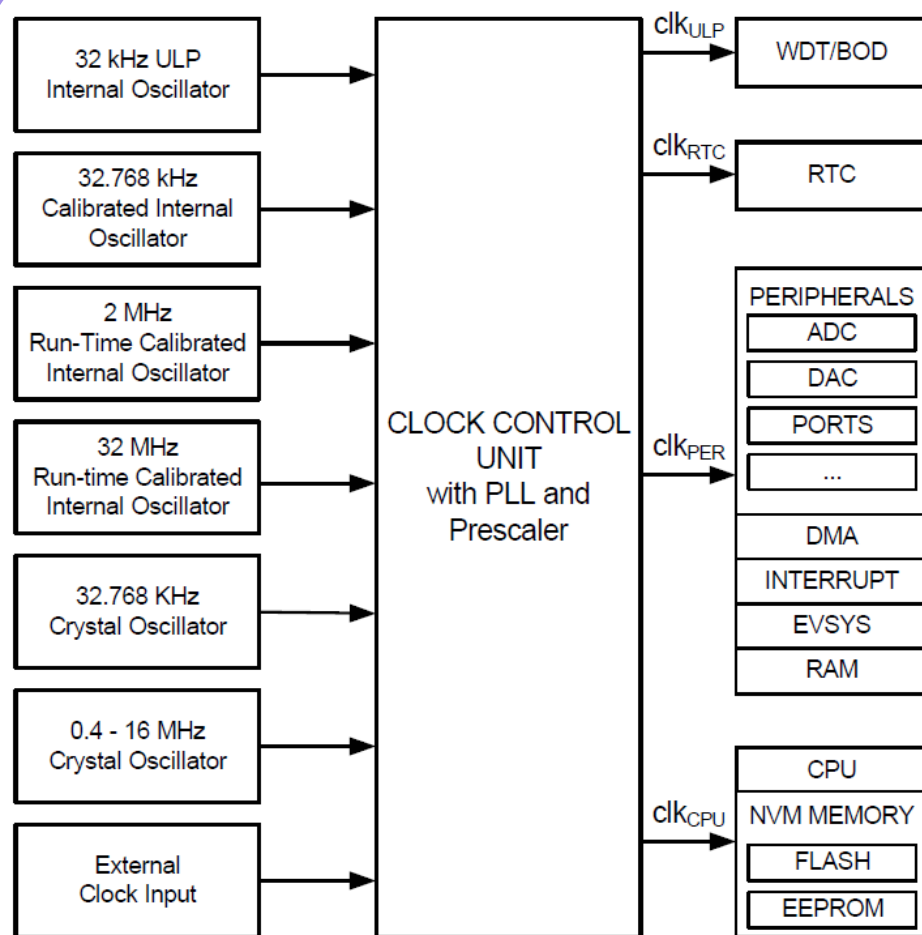 32 kHz ULP
Internal Oscillator
32.768 kHz
Calibrated Internal
Oscillator
2 MHz
Run-Time Calibrated
Internal Oscillator
32 MHz
Run-time Calibrated
Internal Oscillator
32.768 KHz
Crystal Oscillator
0.4 - 16 MHz
Crystal Oscillator
External
Clock Input
CLOCK CONTROL
UNIT
with PLL and
Prescaler
clkULP
WDT/BOD
clkRTC
RTC
clkPER
PERIPHERALS
ADC
DAC
PORTS
...
DMA
INTERRUPT
EVSYS
RAM
clkCPU
CPU
NVM MEMORY
FLASH
EEPROM